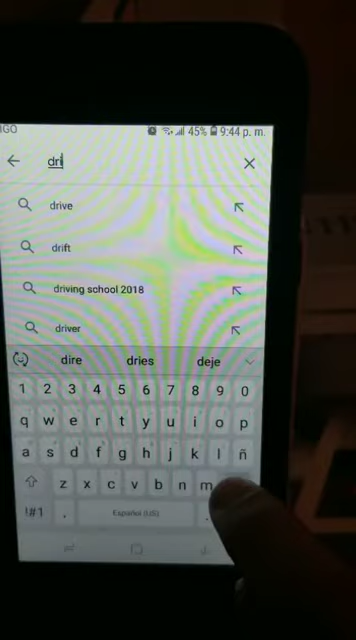 IGO 45% 9:44 p. m.
dri
drive
drift
driving school 2018
driver
dire dries deje
1 2 3 4 5 6 7 8 9 0
q w e r t y u i o p
a s d f g h j k l ñ
z x c v b n m
!#1 . Español (US) .